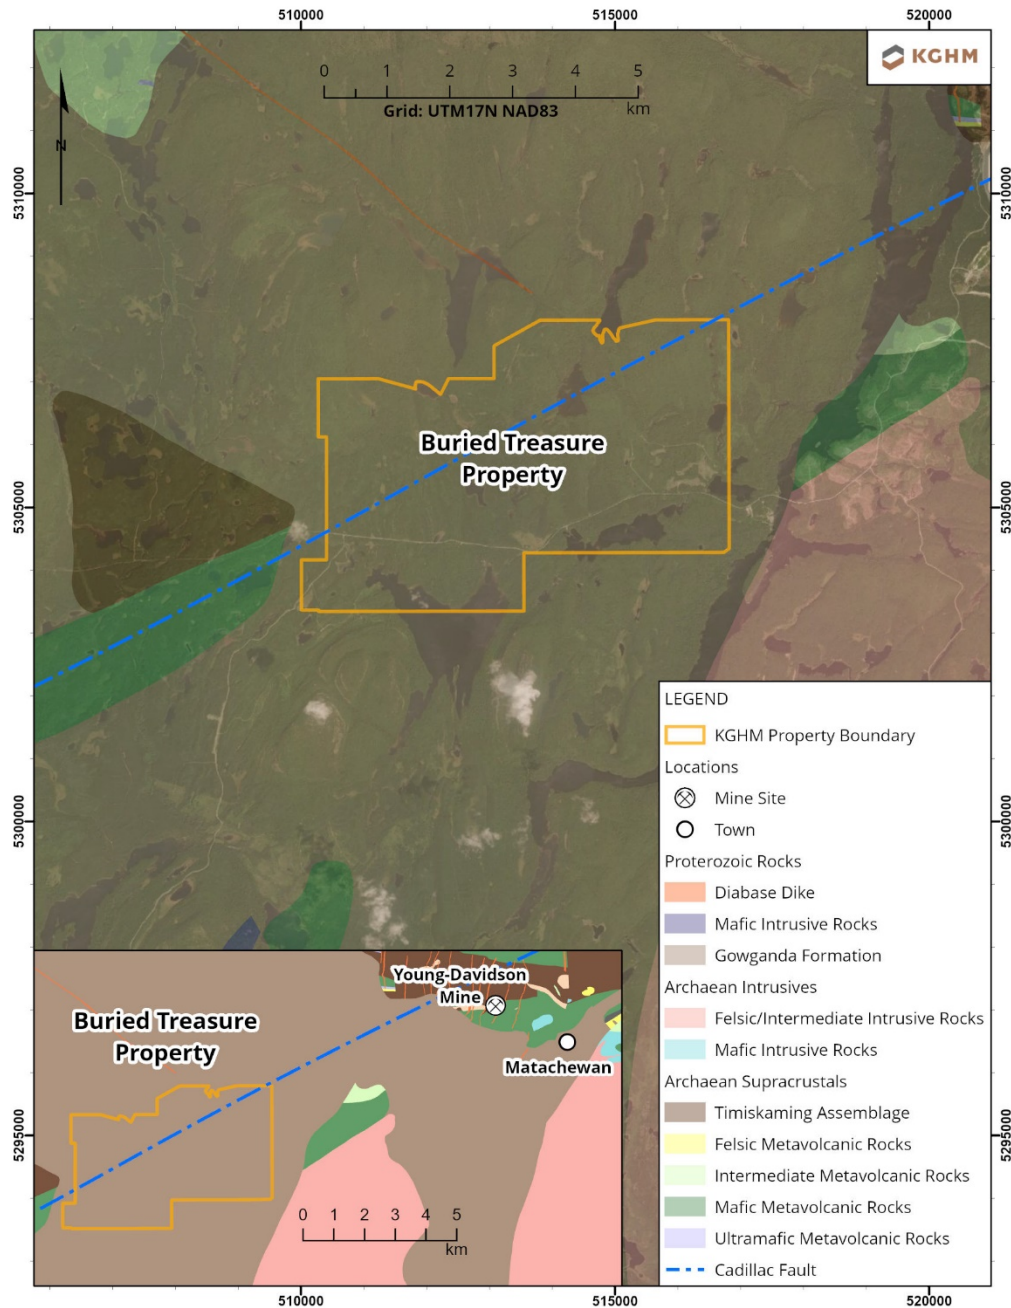 510000 515000 520000
KGHM
0 1 2 3 4 5
km
Grid: UTM17N NAD83
N
5310000 5310000
Buried Treasure
Property
5305000 5305000
LEGEND
KGHM Property Boundary
Locations
Mine Site
Town
5300000 5300000
Proterozoic Rocks
Diabase Dike
Mafic Intrusive Rocks
Gowganda Formation
Archaean Intrusives
Felsic/Intermediate Intrusive Rocks
Mafic Intrusive Rocks
Archaean Supracrustals
Timiskaming Assemblage
Felsic Metavolcanic Rocks
Intermediate Metavolcanic Rocks
Mafic Metavolcanic Rocks
Ultramafic Metavolcanic Rocks
Cadillac Fault
Young-Davidson
Mine
Buried Treasure
Property
Matachewan
5295000 5295000
0 1 2 3 4 5
km
510000 515000 520000